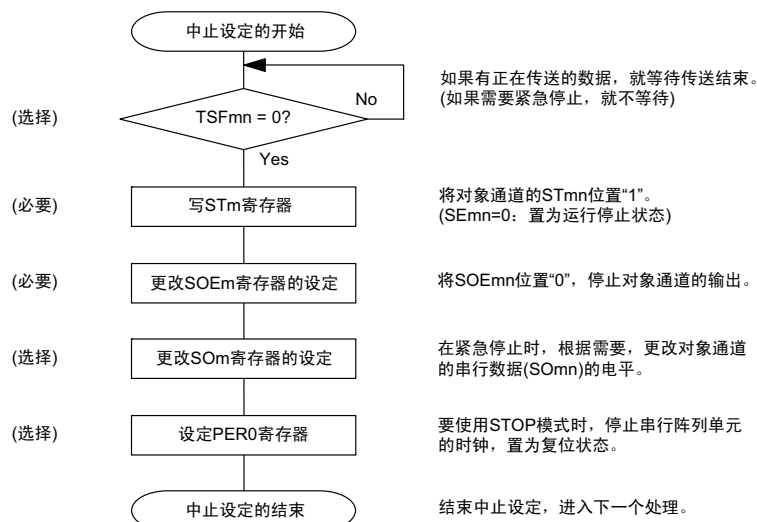 中止设定的开始
如果有正在传送的数据，就等待传送结束。
(如果需要紧急停止，就不等待)
No
(选择)
TSFmn = 0?
Yes
(必要)
写STm寄存器
将对象通道的STmn位置“1”。
(SEmn=0：置为运行停止状态)
(必要)
更改SOEm寄存器的设定
将SOEmn位置“0”，停止对象通道的输出。
(选择)
更改SOm寄存器的设定
在紧急停止时，根据需要，更改对象通道
的串行数据(SOmn)的电平。
(选择)
设定PER0寄存器
要使用STOP模式时，停止串行阵列单元
的时钟，置为复位状态。
中止设定的结束
结束中止设定，进入下一个处理。